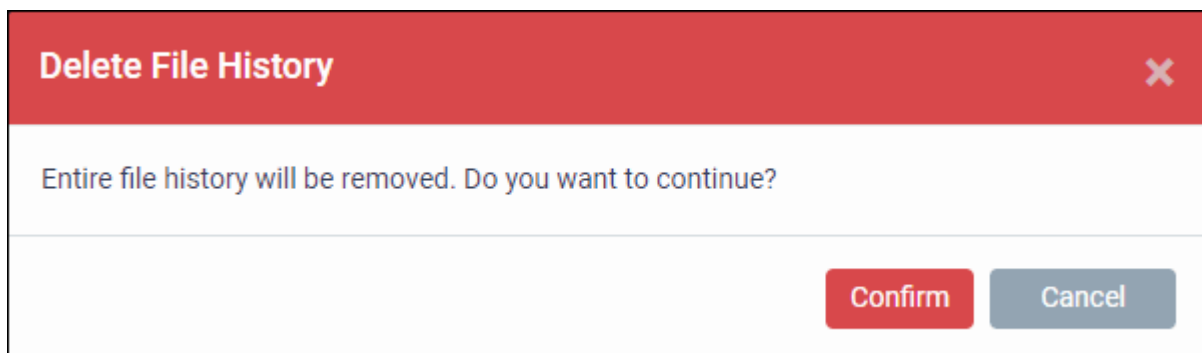 Delete File History
Entire file history will be removed. Do you want to continue?
Confirm Cancel